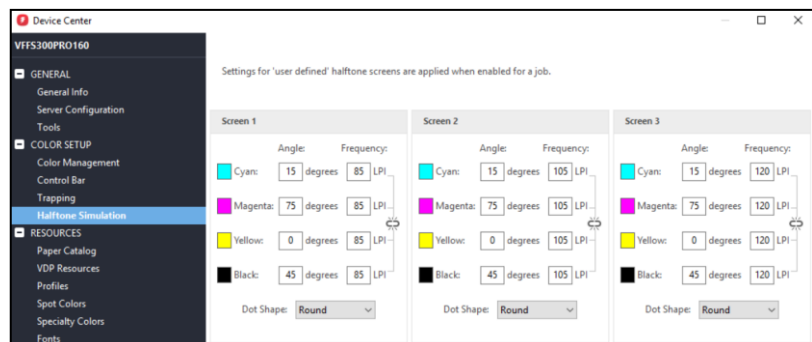 Device Center
VFFS300PRO160
GENERAL
General Info
Server Configuration
Tools
COLOR SETUP
Color Management
Control Bar
Trapping
Halftone Simulation
RESOURCES
Paper Catalog
VDP Resources
Profiles
Spot Colors
Specialty Colors
Fonts
Settings for 'user defined' halftone screens are applied when enabled for a job.
Screen 1
Angle: Frequency:
Cyan: 15 degrees 85 LPI
Magenta: 75 degrees 85 LPI
Yellow: 0 degrees 85 LPI
Black: 45 degrees 85 LPI
Dot Shape: Round
Screen 2
Angle: Frequency:
Cyan: 15 degrees 105 LPI
Magenta: 75 degrees 105 LPI
Yellow: 0 degrees 105 LPI
Black: 45 degrees 105 LPI
Dot Shape: Round
Screen 3
Angle: Frequency:
Cyan: 15 degrees 120 LPI
Magenta: 75 degrees 120 LPI
Yellow: 0 degrees 120 LPI
Black: 45 degrees 120 LPI
Dot Shape: Round